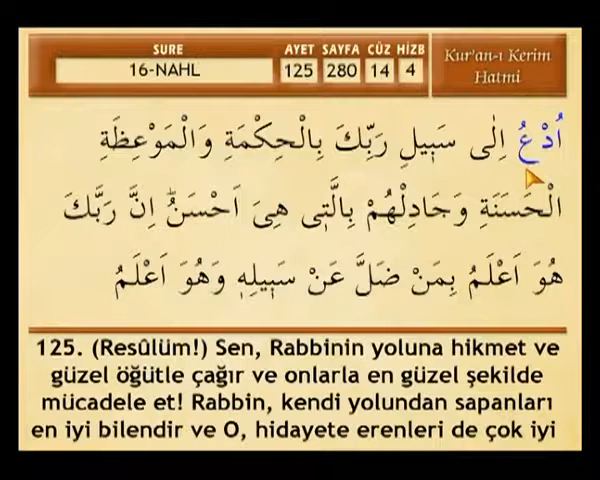 SURE AYET SAYFA CÜZ HİZB
16-NAHL 125 280 14 4
Kur'an-ı Kerim
Hatmi
اُدْعُ اِلٰى سَبٖيلِ رَبِّكَ بِالْحِكْمَةِ وَالْمَوْعِظَةِ
الْحَسَنَةِ وَجَادِلْهُمْ بِالَّتٖى هِىَ اَحْسَنُۜ اِنَّ رَبَّكَ
هُوَ اَعْلَمُ بِمَنْ ضَلَّ عَنْ سَبٖيلِهٖ وَهُوَ اَعْلَمُ
125. (Resûlüm!) Sen, Rabbinin yoluna hikmet ve
güzel öğütle çağır ve onlarla en güzel şekilde
mücadele et! Rabbin, kendi yolundan sapanları
en iyi bilendir ve O, hidayete erenleri de çok iyi